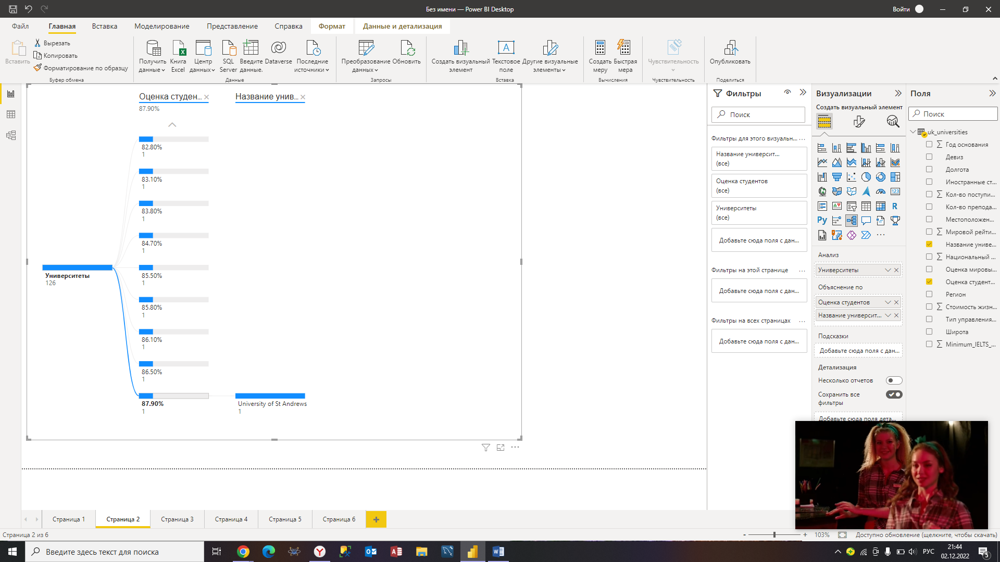 Без имени — Power BI Desktop
Войти
Файл
Главная
Вставка
Моделирование
Представление
Справка
Формат
Данные и детализация
Вставить
Вырезать
Копировать
Форматирование по образцу
Буфер обмена
Получить данные
Книга Excel
Центр данных
SQL Server
Введите данные.
Dataverse
Последние источники
Данные
Преобразование данных
Обновить
Запросы
Создать визуальный элемент
Текстовое поле
Другие визуальные элементы
Вставка
Создать меру
Быстрая мера
Вычисления
Чувствительность
Чувствительность
Опубликовать
Поделиться
Оценка студен...
87.90%
Название унив...
82.80%
1
83.10%
1
83.80%
1
84.70%
1
Университеты
126
85.50%
1
85.80%
1
86.10%
1
86.50%
1
87.90%
1
University of St Andrews
1
Фильтры
Поиск
Фильтры для этого визуальн... ...
Название университ...
(все)
Оценка студентов
(все)
Университеты
(все)
Добавьте сюда поля с дан...
Фильтры на этой странице ...
Добавьте сюда поля с дан...
Фильтры на всех страницах ...
Добавьте сюда поля с дан...
Визуализации
Создать визуальный элемент
123
R
Py
...
Анализ
Университеты
Объяснение по
Оценка студентов
Название университ...
Подсказки
Добавьте сюда поля с дан...
Детализация
Несколько отчетов
Сохранить все
фильтры
Добавьте сюда поля дета...
Поля
Поиск
uk_universities
Год основания
Девиз
Долгота
Иностранные ст...
Кол-во поступи...
Кол-во препода...
Местоположен...
Мировой рейти...
Название униве...
Национальный ...
Оценка мировы...
Оценка студент...
Регион
Стоимость жизн...
Тип управления...
Широта
Minimum_IELTS_...
Страница 1
Страница 2
Страница 3
Страница 4
Страница 5
Страница 6
+
Страница 2 из 6
- + 103%
Доступно обновление (щелкните, чтобы скачать)
Введите здесь текст для поиска
РУС
21:44
02.12.2022
5